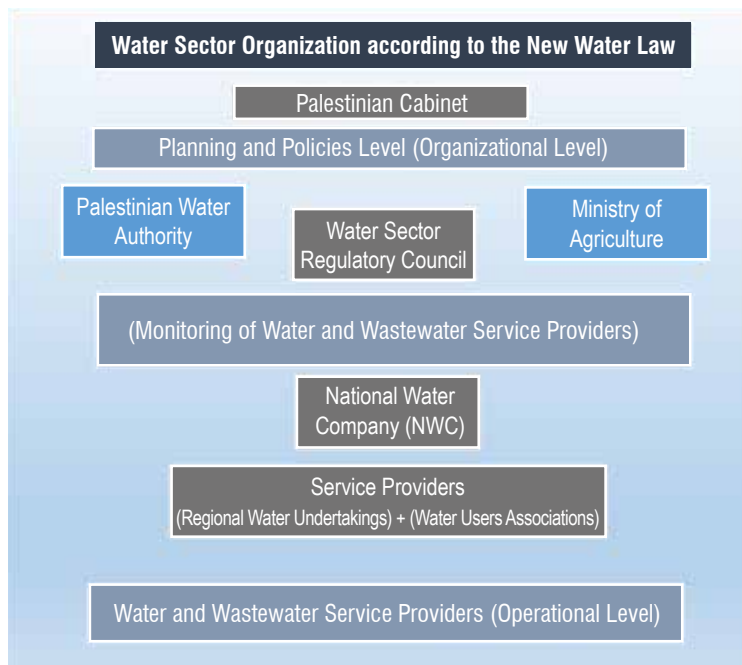 Water Sector Organization according to the New Water Law
Palestinian Cabinet
Planning and Policies Level (Organizational Level)
Palestinian Water
Authority
Water Sector
Regulatory Council
Ministry of
Agriculture
(Monitoring of Water and Wastewater Service Providers)
National Water
Company (NWC)
Service Providers
(Regional Water Undertakings) + (Water Users Associations)
Water and Wastewater Service Providers (Operational Level)